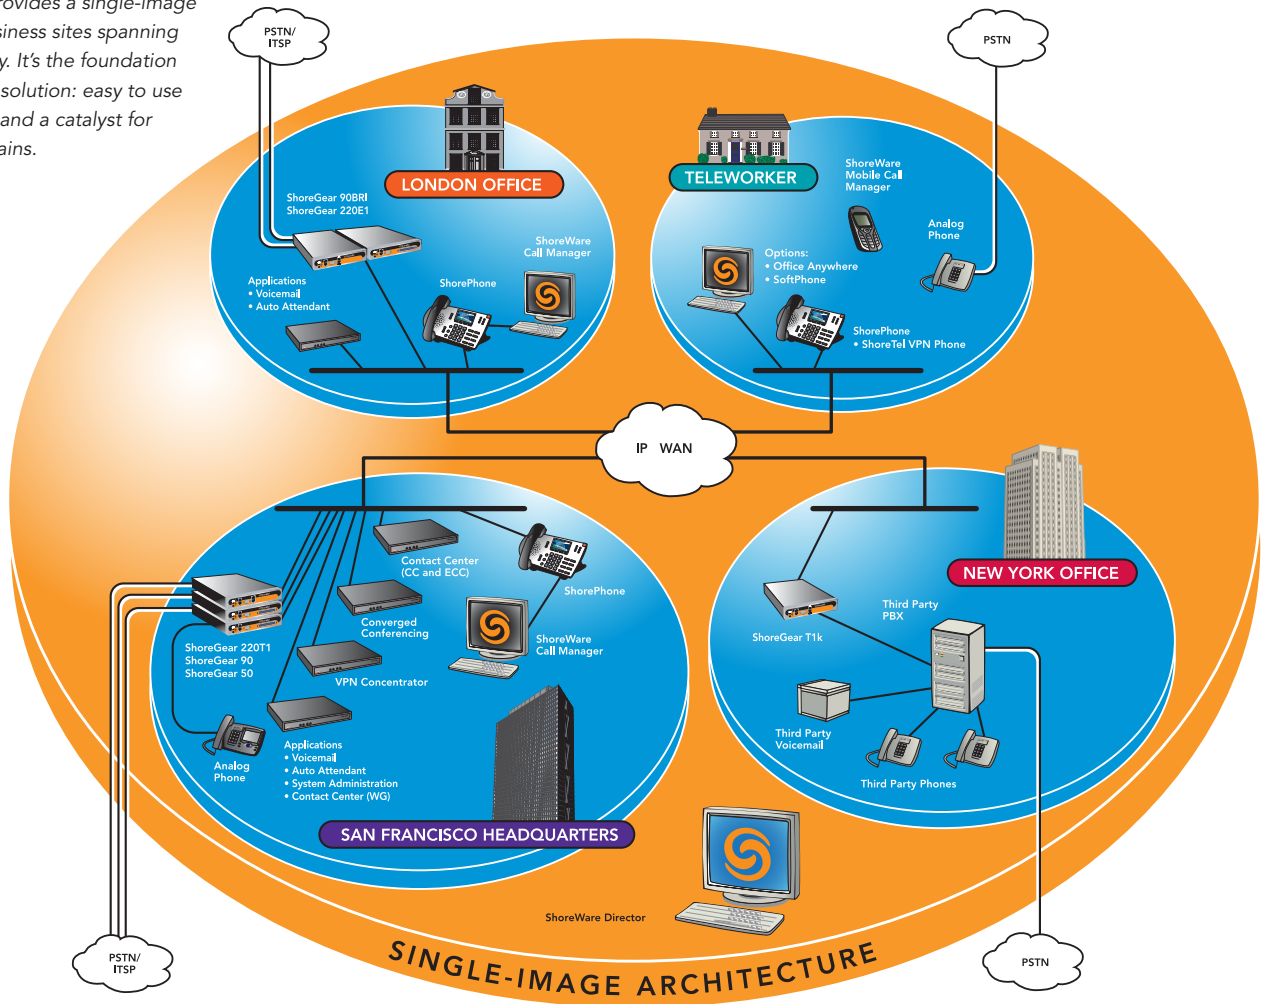 rovides a single-image
siness sites spanning
y. It's the foundation
solution: easy to use
and a catalyst for
ains.
PSTN/
ITSP
PSTN
LONDON OFFICE
ShoreGear 90BRI
ShoreGear 220E1
ShoreWare
Call Manager
Applications
• Voicemail
• Auto Attendant
ShorePhone
TELEWORKER
ShoreWare
Mobile Call
Manager
Analog
Phone
Options:
• Office Anywhere
• SoftPhone
ShorePhone
• ShoreTel VPN Phone
IP WAN
Contact Center
(CC and ECC)
ShorePhone
Converged
Conferencing
ShoreWare
Call Manager
ShoreGear 220T1
ShoreGear 90
ShoreGear 50
VPN Concentrator
Analog
Phone
Applications
• Voicemail
• Auto Attendant
• System Administration
• Contact Center (WG)
SAN FRANCISCO HEADQUARTERS
NEW YORK OFFICE
Third Party
PBX
ShoreGear T1k
Third Party
Voicemail
Third Party Phones
ShoreWare Director
PSTN/
ITSP
PSTN
SINGLE-IMAGE ARCHITECTURE